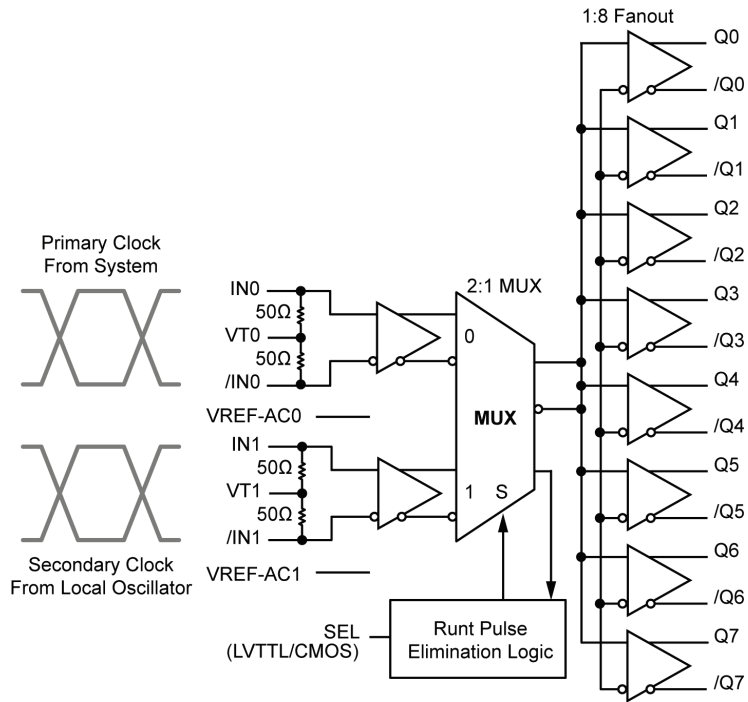 1:8 Fanout
Q0
/Q0
Q1
/Q1
Q2
/Q2
Q3
/Q3
Q4
/Q4
Q5
/Q5
Q6
/Q6
Q7
/Q7
Primary Clock
From System
IN0
50Ω
VT0
50Ω
/IN0
VREF-AC0
2:1 MUX
0
MUX
1 S
IN1
50Ω
VT1
50Ω
/IN1
VREF-AC1
Secondary Clock
From Local Oscillator
SEL
(LVTTL/CMOS)
Runt Pulse
Elimination Logic